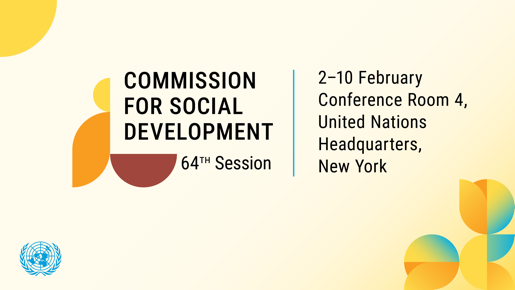 COMMISSION
FOR SOCIAL
DEVELOPMENT
64TH Session
2–10 February
Conference Room 4,
United Nations
Headquarters,
New York